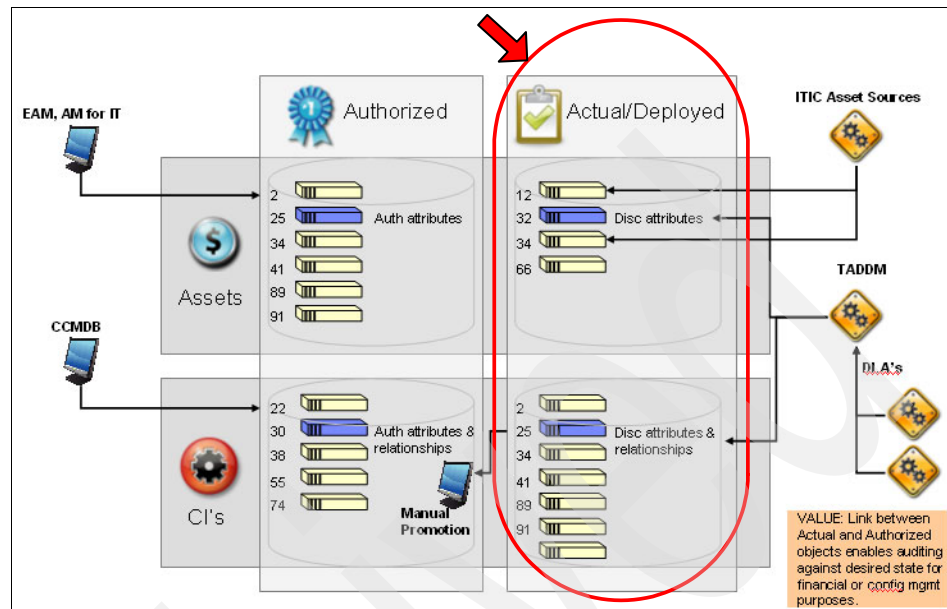 Authorized
Actual/Deployed
ITIC Asset Sources
EAM, AM for IT
2
25
34
41
89
91
Auth attributes
12
32
34
66
Disc attributes
Assets
TADDM
CCMDB
DLA's
22
30
38
55
74
Auth attributes &
relationships
Manual
Promotion
2
25
34
41
89
91
Disc attributes &
relationships
CI's
VALUE: Link between
Actual and Authorized
objects enables auditing
against desired state for
financial or config mgmt
purposes.